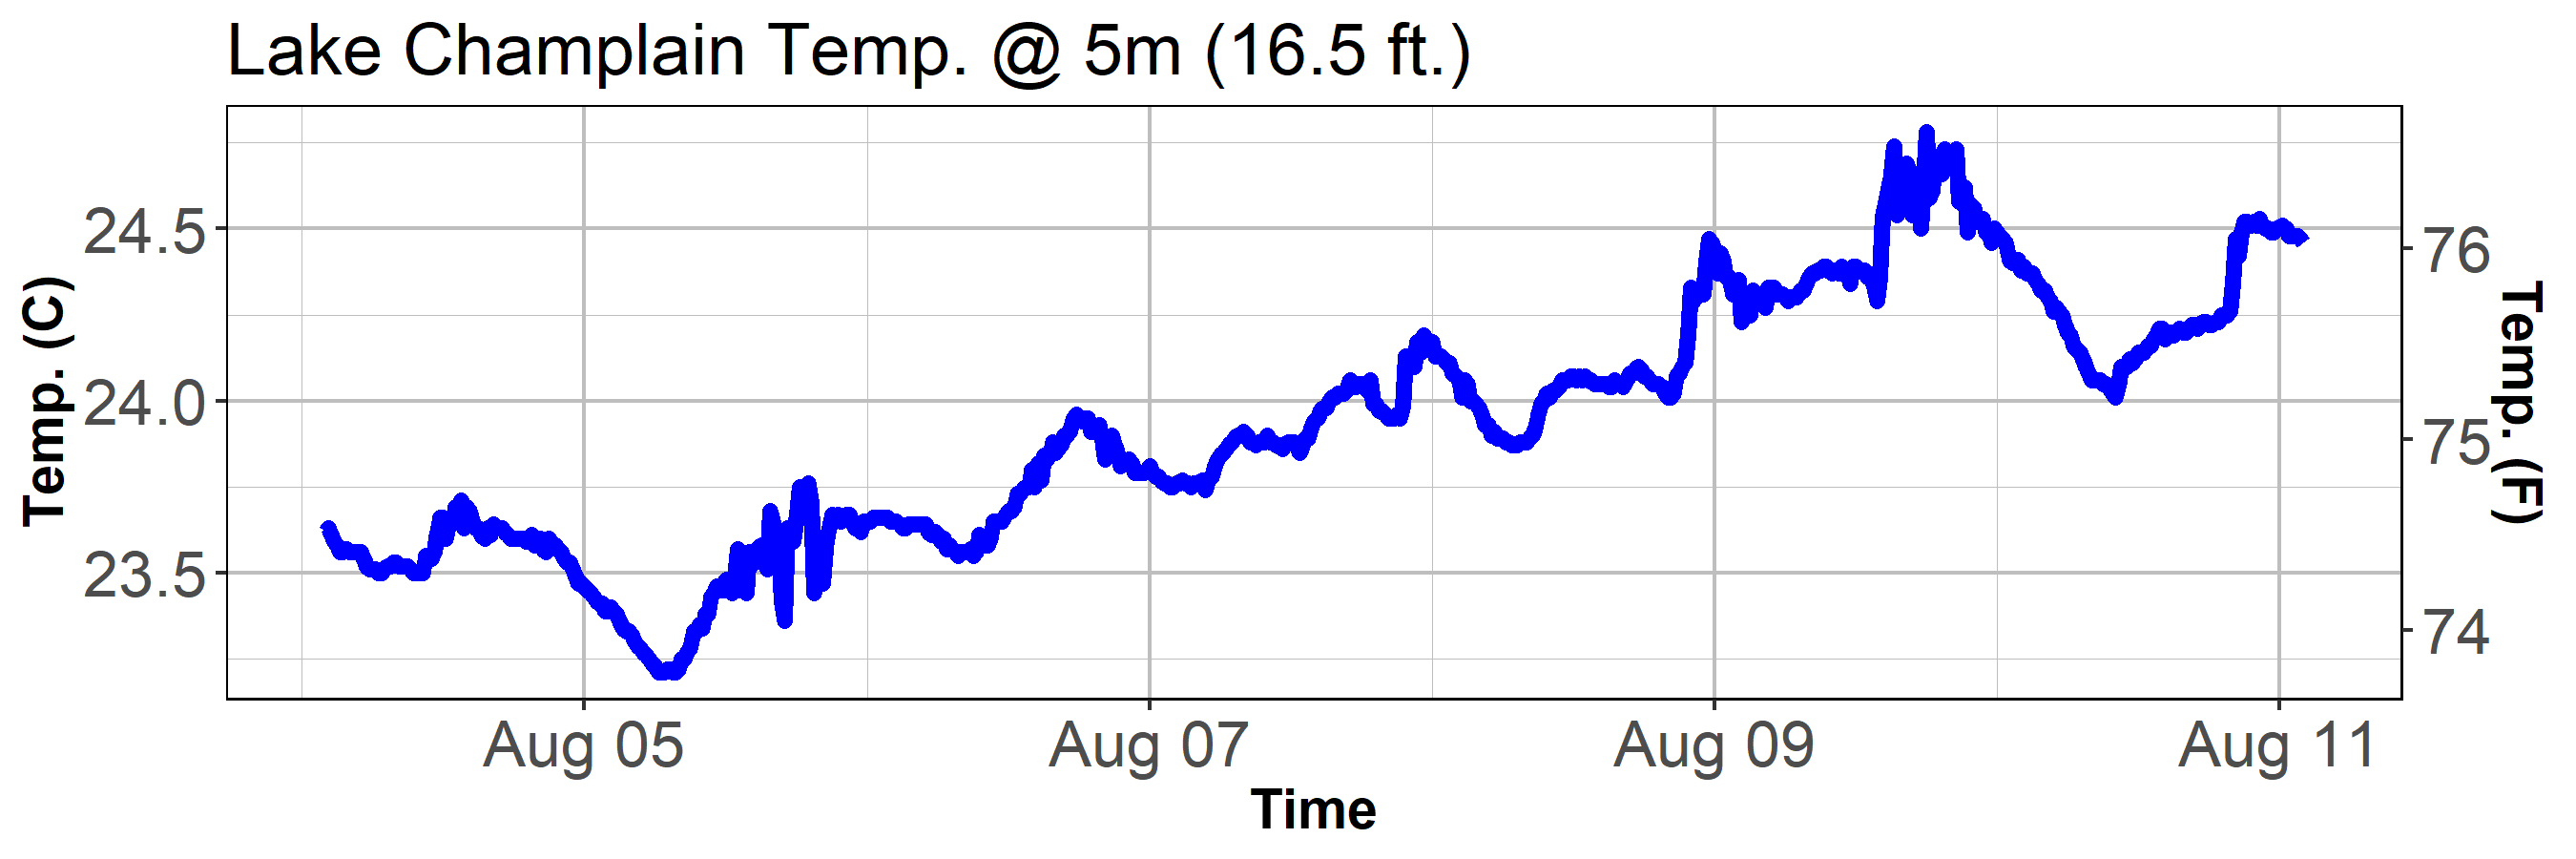 Lake Champlain Temp. @ 5m (16.5 ft.)
Temp. (C)
24.5
24.0
23.5
76
75
74
Temp. (F)
Aug 05 Aug 07 Aug 09 Aug 11
Time